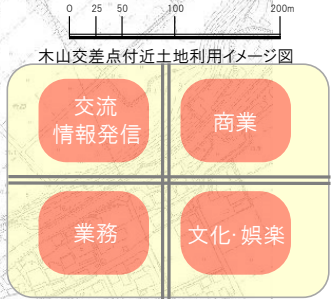 0 25 50 100 200m
木山交差点付近土地利用イメージ図
交流
情報発信
商業
業務
文化・娯楽